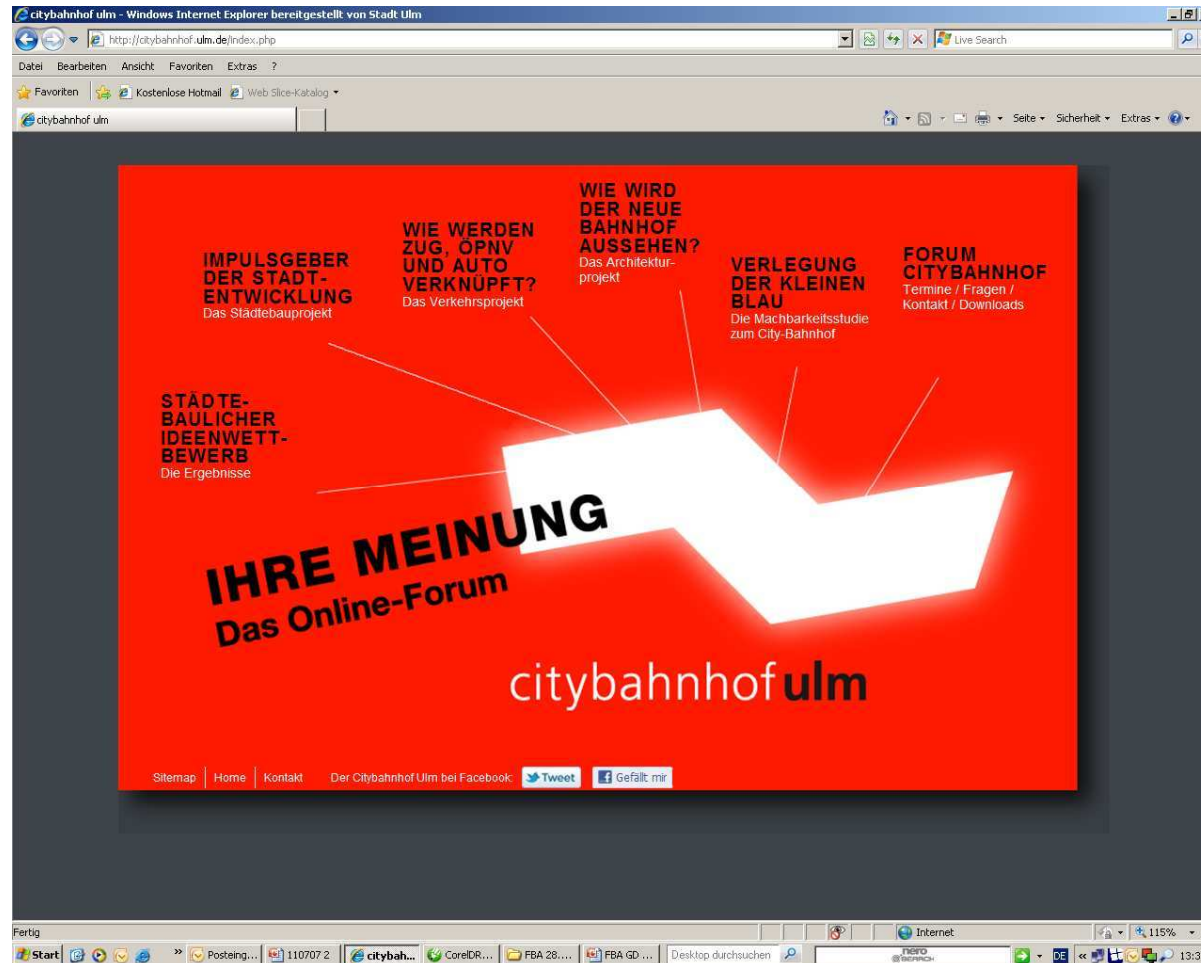 citybahnhof ulm - Windows Internet Explorer bereitgestellt von Stadt Ulm
http://citybahnhof.ulm.de/index.php
Live Search
Datei Bearbeiten Ansicht Favoriten Extras ?
Favoriten Kostenlose Hotmail Web Slice-Katalog
citybahnhof ulm
Seite Sicherheit Extras
STÄDTE-
BAULICHER
IDEENWETT-
BEWERB
Die Ergebnisse
IMPULSGEBER
DER STADT-
ENTWICKLUNG
Das Städtebauprojekt
WIE WERDEN
ZUG, ÖPNV
UND AUTO
VERKNÜPFT?
Das Verkehrsprojekt
WIE WIRD
DER NEUE
BAHNHOF
AUSSEHEN?
Das Architektur-
projekt
VERLEGUNG
DER KLEINEN
BLAU
Die Machbarkeitsstudie
zum City-Bahnhof
FORUM
CITYBAHNHOF
Termine / Fragen /
Kontakt / Downloads
IHRE MEINUNG
Das Online-Forum
citybahnhof ulm
Sitemap Home Kontakt Der Citybahnhof Ulm bei Facebook: Tweet Gefällt mir
Fertig Internet 115%
Start » Posteing... 110707 2 citybah... CorelDR... FBA 28.... FBA GD ... Desktop durchsuchen nero SEARCH DE «